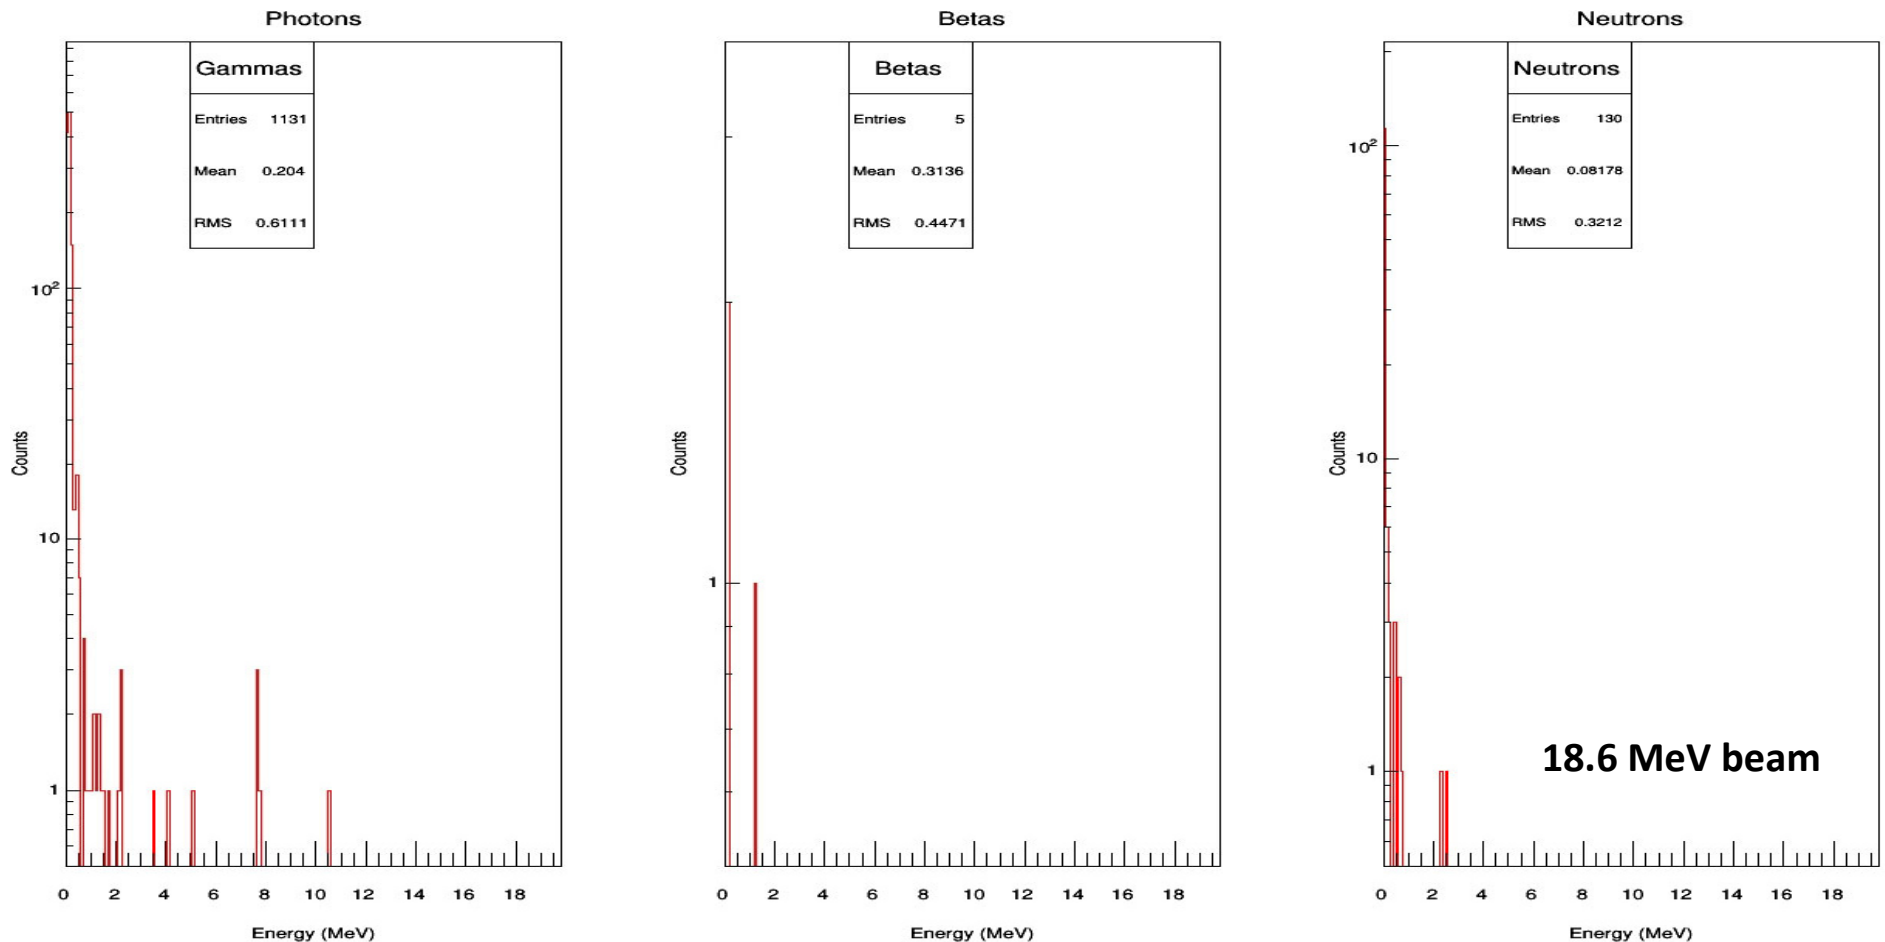 Photons
Gammas
Entries 1131
Mean 0.204
RMS 0.6111
10²
10
1
Counts
0 2 4 6 8 10 12 14 16 18
Energy (MeV)
Betas
Betas
Entries 5
Mean 0.3136
RMS 0.4471
1
Counts
0 2 4 6 8 10 12 14 16 18
Energy (MeV)
Neutrons
Neutrons
Entries 130
Mean 0.08178
RMS 0.3212
10²
10
1
Counts
18.6 MeV beam
0 2 4 6 8 10 12 14 16 18
Energy (MeV)